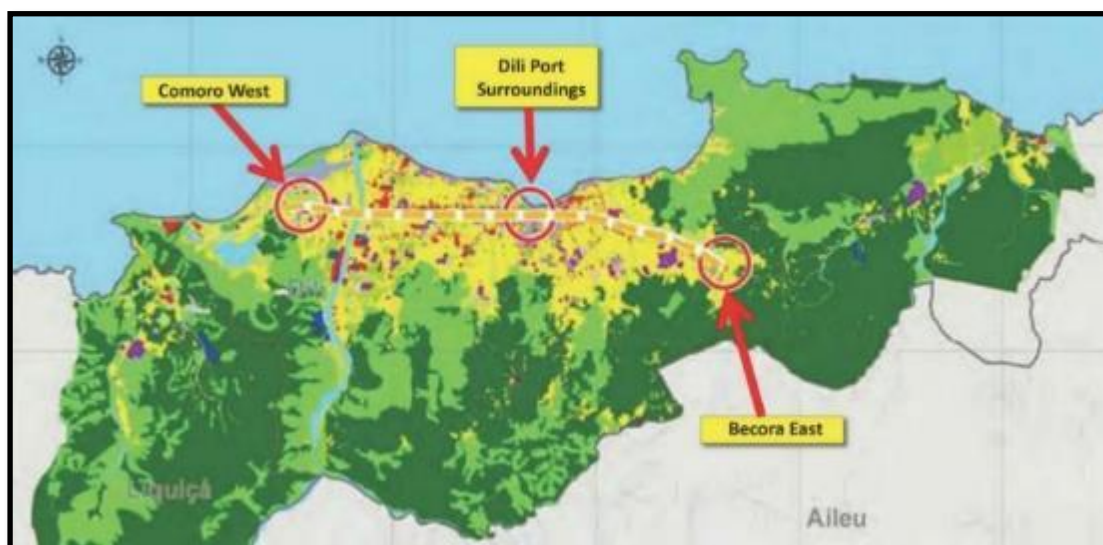 Comoro West
Dili Port
Surroundings
Becora East
Liquiçá
Aileu